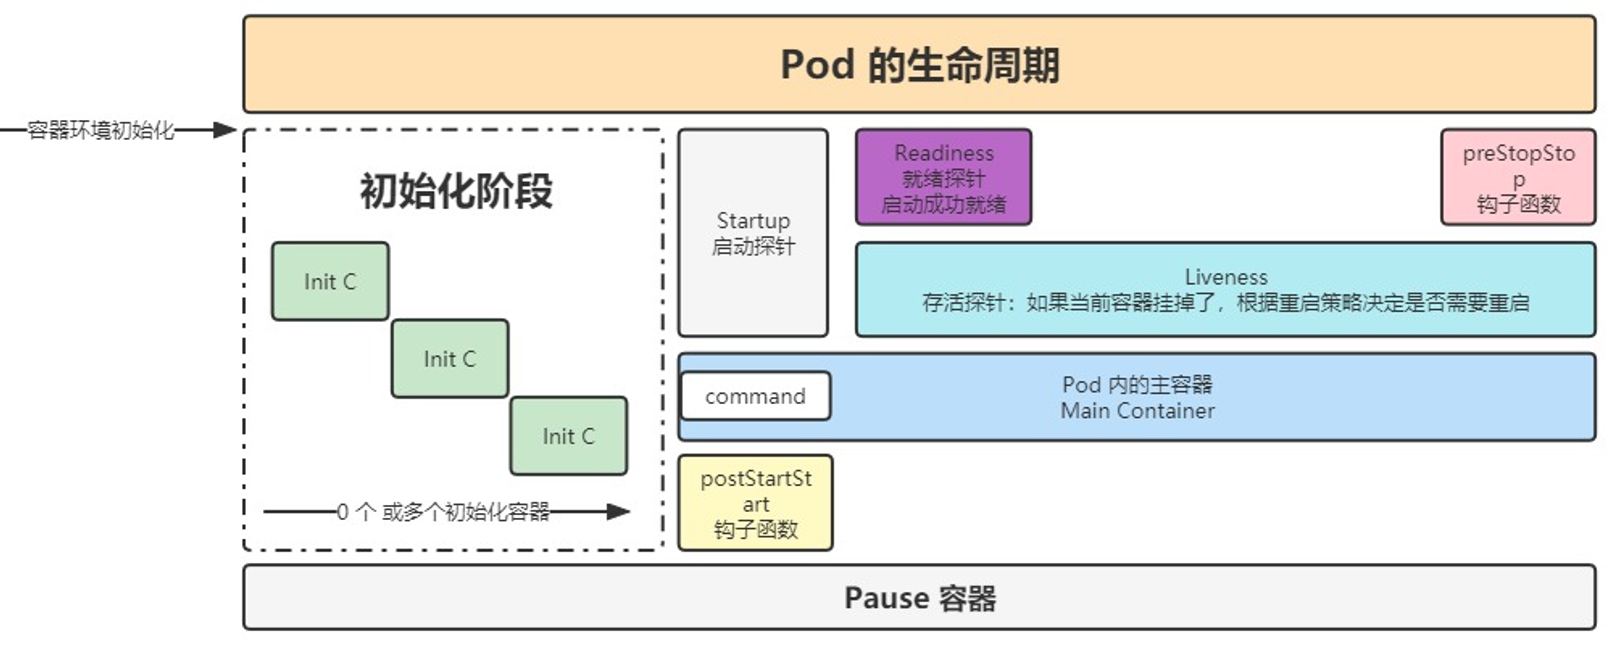 Pod 的生命周期
容器环境初始化
初始化阶段
Init C
Init C
Init C
0 个 或多个初始化容器
Startup
启动探针
Readiness
就绪探针
启动成功就绪
preStopSto
p
钩子函数
Liveness
存活探针：如果当前容器挂掉了，根据重启策略决定是否需要重启
command
Pod 内的主容器
Main Container
postStartSt
art
钩子函数
Pause 容器